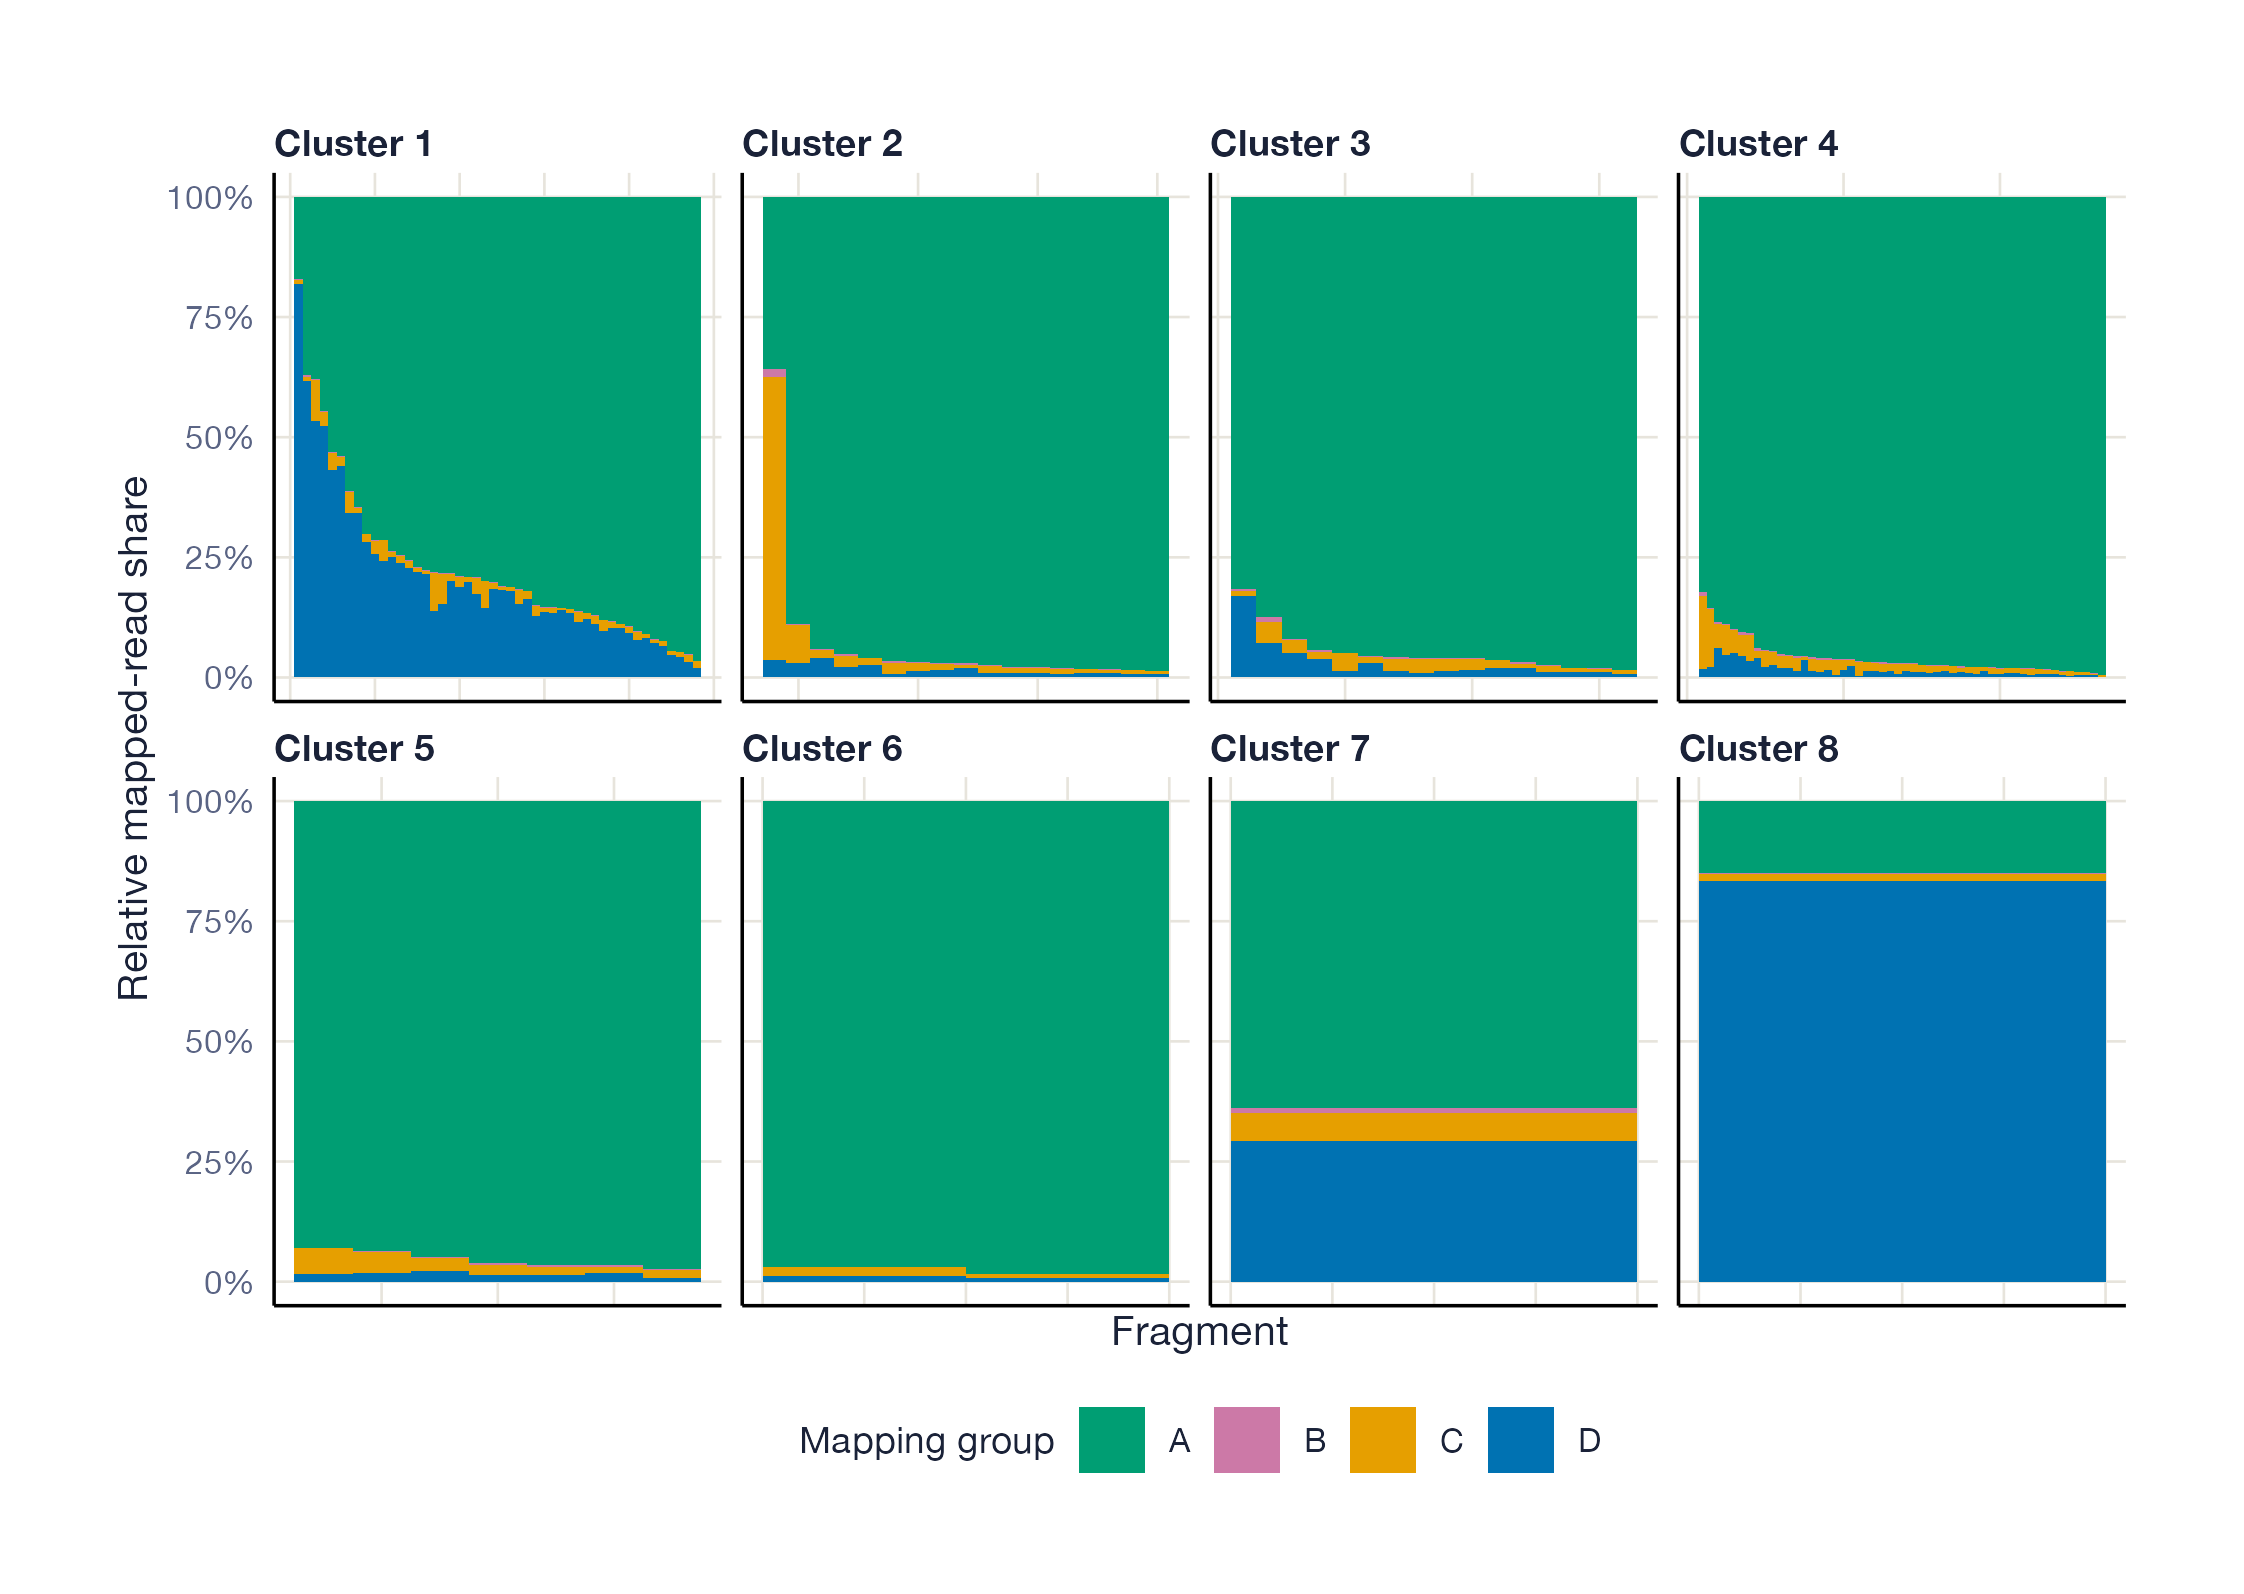 Cluster 1
Cluster 2
Cluster 3
Cluster 4
100%
75%
50%
25%
0%
Cluster 5
Cluster 6
Cluster 7
Cluster 8
100%
75%
50%
25%
0%
Relative mapped-read share
Fragment
Mapping group A B C D